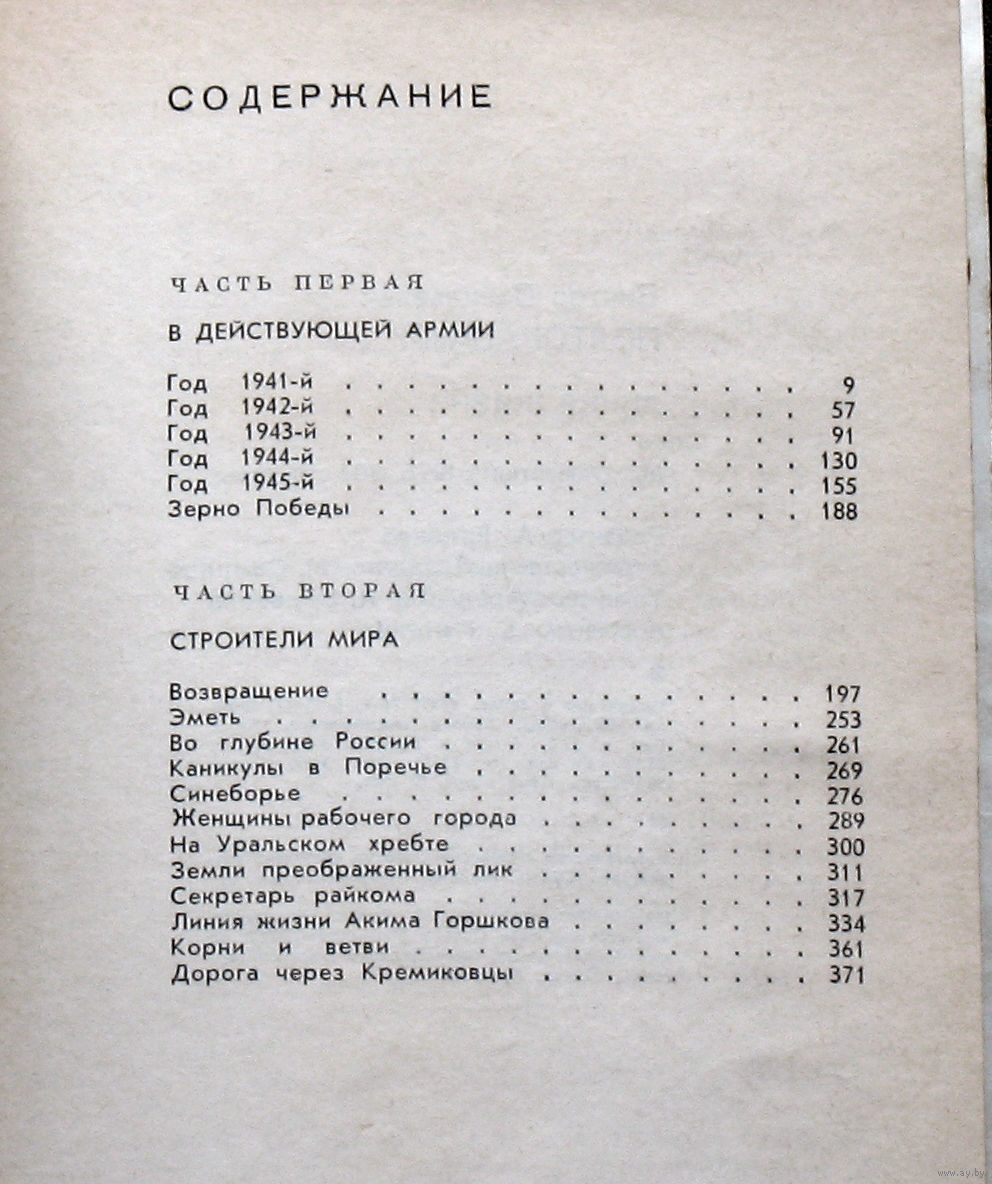 СОДЕРЖАНИЕ
ЧАСТЬ ПЕРВАЯ
В ДЕЙСТВУЮЩЕЙ АРМИИ
Год 1941-й . . . . . . . . . . . . . . . 9
Год 1942-й . . . . . . . . . . . . . . . 57
Год 1943-й . . . . . . . . . . . . . . . 91
Год 1944-й . . . . . . . . . . . . . . . 130
Год 1945-й . . . . . . . . . . . . . . . 155
Зерно Победы . . . . . . . . . . . . . . 188
ЧАСТЬ ВТОРАЯ
СТРОИТЕЛИ МИРА
Возвращение . . . . . . . . . . . . . . 197
Эметь . . . . . . . . . . . . . . . . . 253
Во глубине России . . . . . . . . . . . . 261
Каникулы в Поречье . . . . . . . . . . . 269
Синеборье . . . . . . . . . . . . . . . 276
Женщины рабочего города . . . . . . . . . 289
На Уральском хребте . . . . . . . . . . . 300
Земли преображенный лик . . . . . . . . . 311
Секретарь райкома . . . . . . . . . . . . 317
Линия жизни Акима Горшкова . . . . . . . . 334
Корни и ветви . . . . . . . . . . . . . 361
Дорога через Кремиковцы . . . . . . . . . 371
www.ay.by